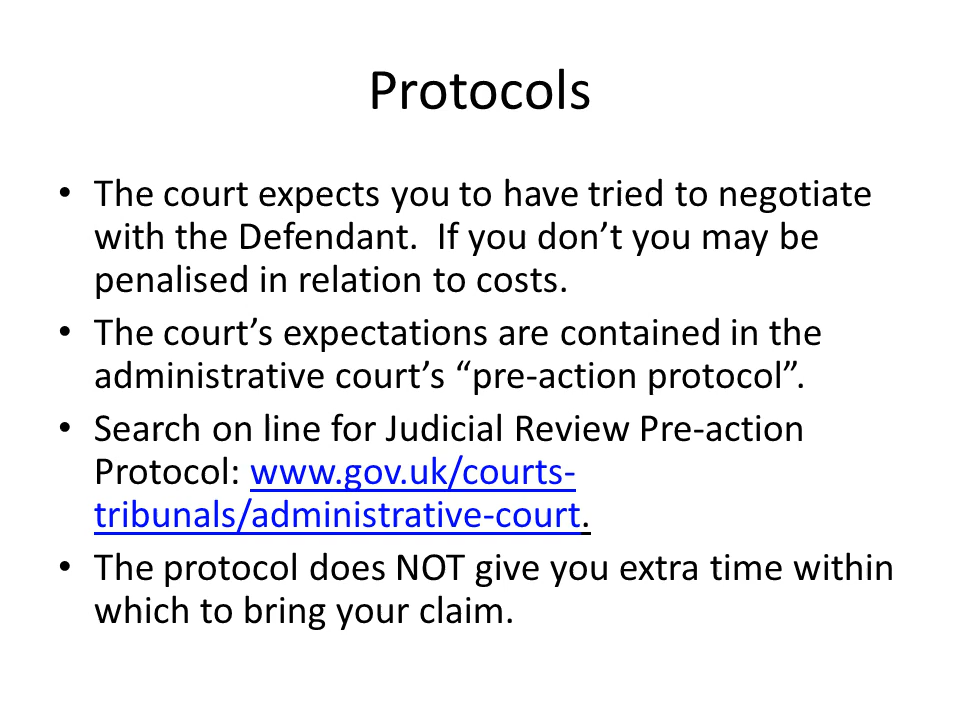 Protocols
• The court expects you to have tried to negotiate
with the Defendant.  If you don’t you may be
penalised in relation to costs.
• The court’s expectations are contained in the
administrative court’s “pre-action protocol”.
• Search on line for Judicial Review Pre-action
Protocol: www.gov.uk/courts-
tribunals/administrative-court.
• The protocol does NOT give you extra time within
which to bring your claim.